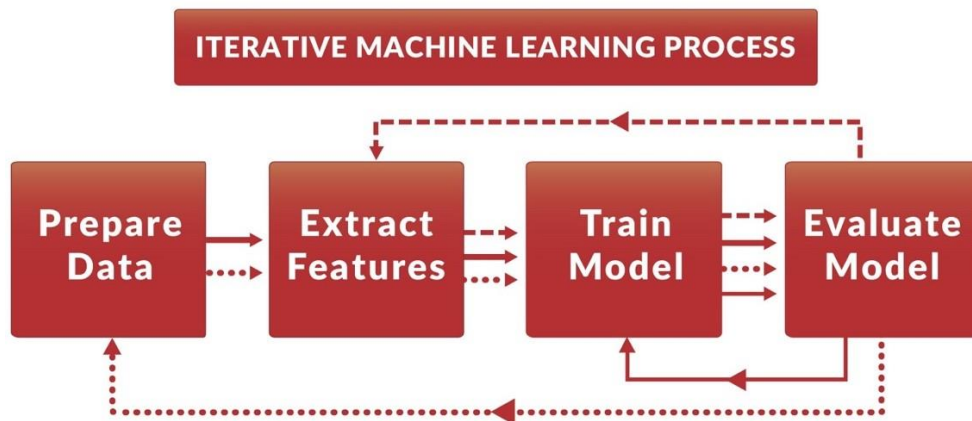 ITERATIVE MACHINE LEARNING PROCESS
Prepare
Data
Extract
Features
Train
Model
Evaluate
Model